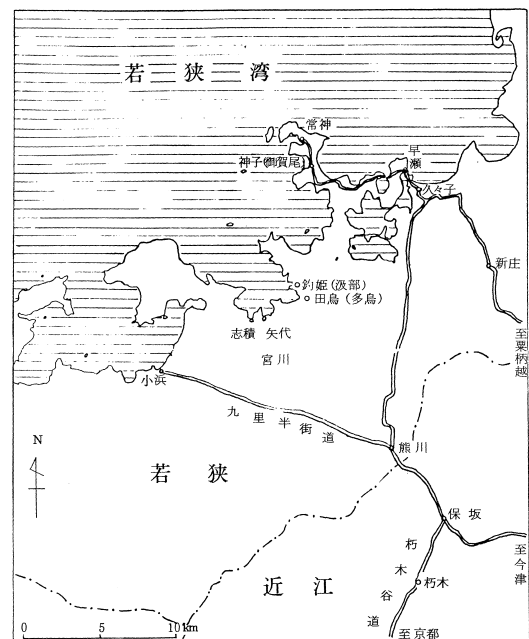 若狭湾
常神
神子(御賀尾)
早瀬
久々子
新庄
釣姫(汲部)
田烏(多烏)
志積
矢代
宮川
至粟柄越
小浜
九里半街道
熊川
N
若狭
保坂
至今津
朽木谷道
朽木
近江
至京都
0 5 10km